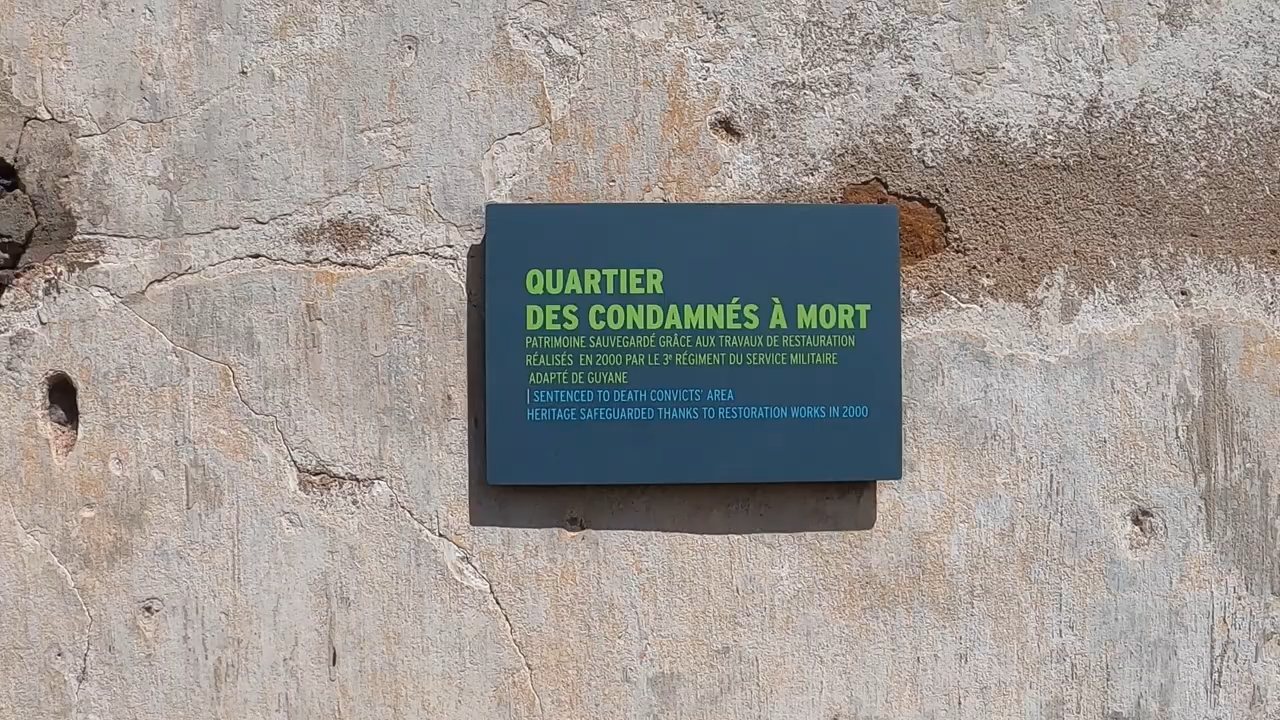 QUARTIER
DES CONDAMNÉS À MORT
PATRIMOINE SAUVEGARDÉ GRÂCE AUX TRAVAUX DE RESTAURATION
RÉALISÉS EN 2000 PAR LE 3e RÉGIMENT DU SERVICE MILITAIRE
ADAPTÉ DE GUYANE
| SENTENCED TO DEATH CONVICTS' AREA
HERITAGE SAFEGUARDED THANKS TO RESTORATION WORKS IN 2000